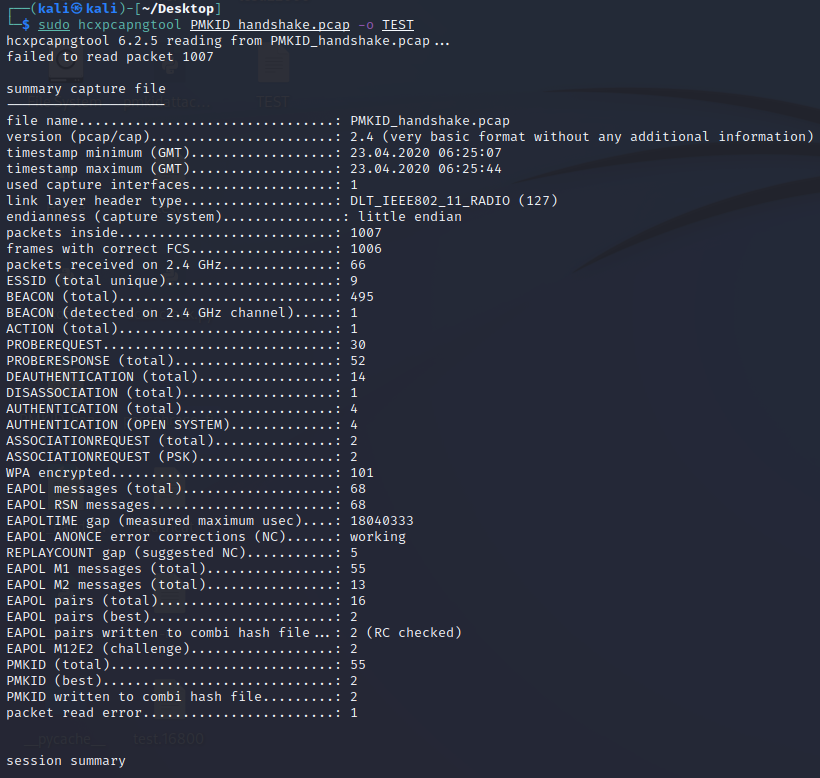 ┌──(kali㉿kali)-[~/Desktop]
└─$ sudo hcxpcapngtool PMKID_handshake.pcap -o TEST
hcxpcapngtool 6.2.5 reading from PMKID_handshake.pcap...
failed to read packet 1007
summary capture file
--------------------
file name................................: PMKID_handshake.pcap
version (pcap/cap).......................: 2.4 (very basic format without any additional information)
timestamp minimum (GMT)..................: 23.04.2020 06:25:07
timestamp maximum (GMT)..................: 23.04.2020 06:25:44
used capture interfaces..................: 1
link layer header type...................: DLT_IEEE802_11_RADIO (127)
endianness (capture system)...............: little endian
packets inside...........................: 1007
frames with correct FCS..................: 1006
packets received on 2.4 GHz..............: 66
ESSID (total unique).....................: 9
BEACON (total)...........................: 495
BEACON (detected on 2.4 GHz channel).....: 1
ACTION (total)...........................: 1
PROBEREQUEST.............................: 30
PROBERESPONSE (total)....................: 52
DEAUTHENTICATION (total).................: 14
DISASSOCIATION (total)...................: 1
AUTHENTICATION (total)...................: 4
AUTHENTICATION (OPEN SYSTEM).............: 4
ASSOCIATIONREQUEST (total)...............: 2
ASSOCIATIONREQUEST (PSK).................: 2
WPA encrypted............................: 101
EAPOL messages (total)...................: 68
EAPOL RSN messages.......................: 68
EAPOLTIME gap (measured maximum usec)....: 18040333
EAPOL ANONCE error corrections (NC)......: working
REPLAYCOUNT gap (suggested NC)...........: 5
EAPOL M1 messages (total)................: 55
EAPOL M2 messages (total)................: 13
EAPOL pairs (total)......................: 16
EAPOL pairs (best).......................: 2
EAPOL pairs written to combi hash file...: 2 (RC checked)
EAPOL M12E2 (challenge)..................: 2
PMKID (total)............................: 55
PMKID (best).............................: 2
PMKID written to combi hash file.........: 2
packet read error........................: 1
__pycache__ test.16800
session summary